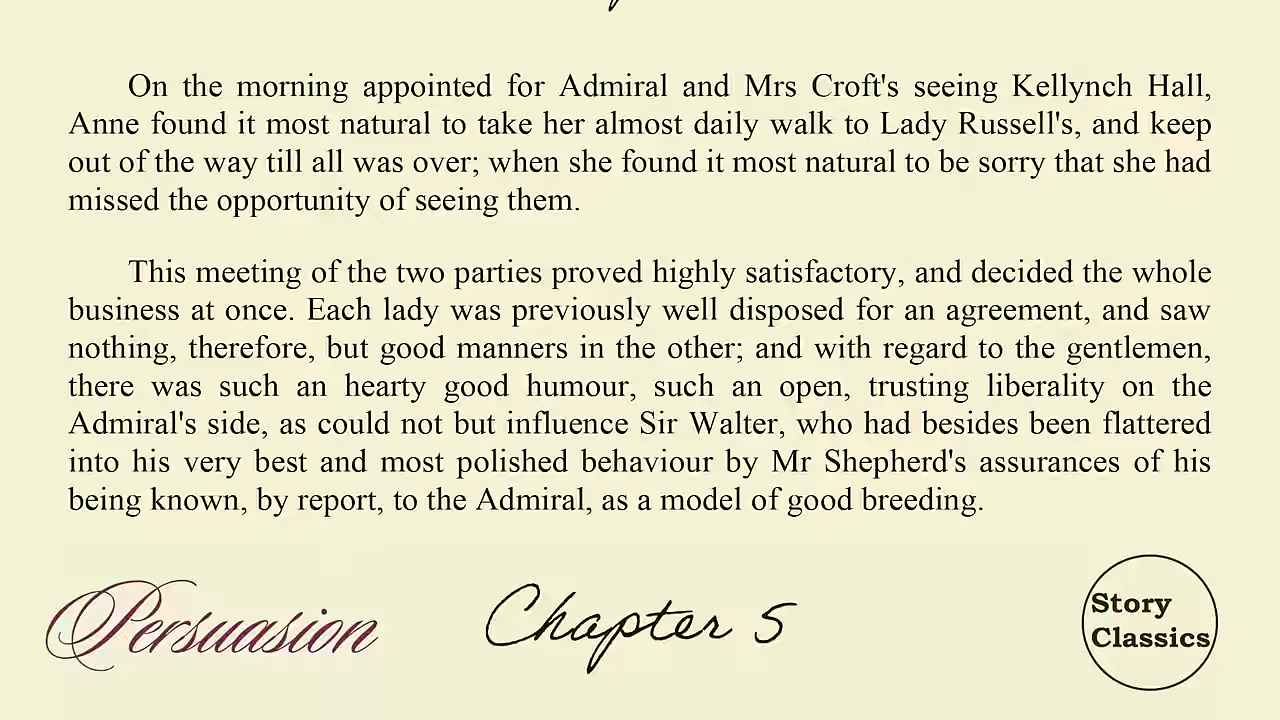 On the morning appointed for Admiral and Mrs Croft's seeing Kellynch Hall,
Anne found it most natural to take her almost daily walk to Lady Russell's, and keep
out of the way till all was over; when she found it most natural to be sorry that she had
missed the opportunity of seeing them.
This meeting of the two parties proved highly satisfactory, and decided the whole
business at once. Each lady was previously well disposed for an agreement, and saw
nothing, therefore, but good manners in the other; and with regard to the gentlemen,
there was such an hearty good humour, such an open, trusting liberality on the
Admiral's side, as could not but influence Sir Walter, who had besides been flattered
into his very best and most polished behaviour by Mr Shepherd's assurances of his
being known, by report, to the Admiral, as a model of good breeding.
Persuasion
Chapter 5
Story
Classics